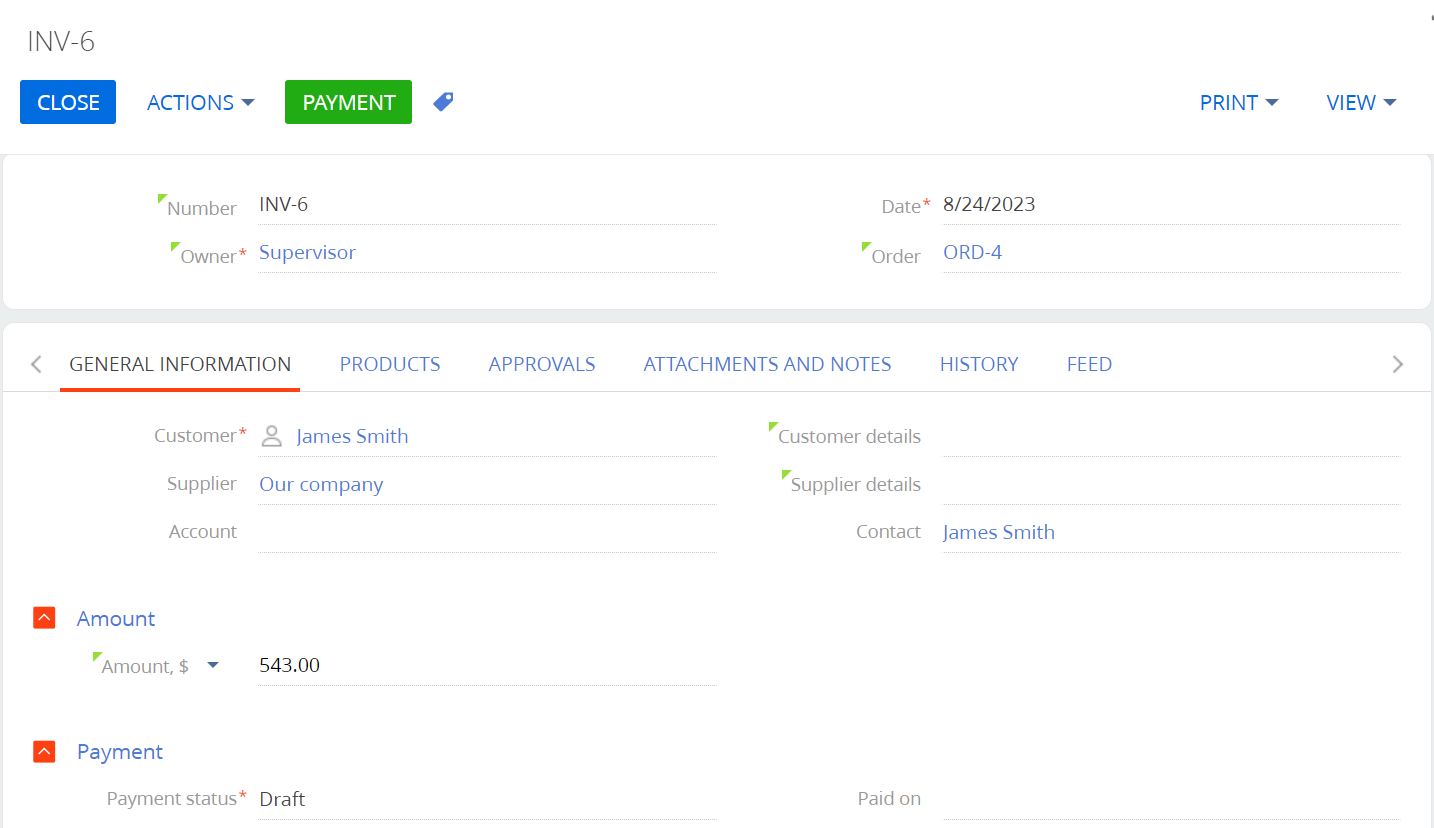 INV-6
CLOSE ACTIONS PAYMENT PRINT VIEW
Number INV-6 Date* 8/24/2023
Owner* Supervisor Order ORD-4
GENERAL INFORMATION PRODUCTS APPROVALS ATTACHMENTS AND NOTES HISTORY FEED
Customer* James Smith Customer details
Supplier Our company Supplier details
Account Contact James Smith
Amount
Amount, $ 543.00
Payment
Payment status* Draft Paid on